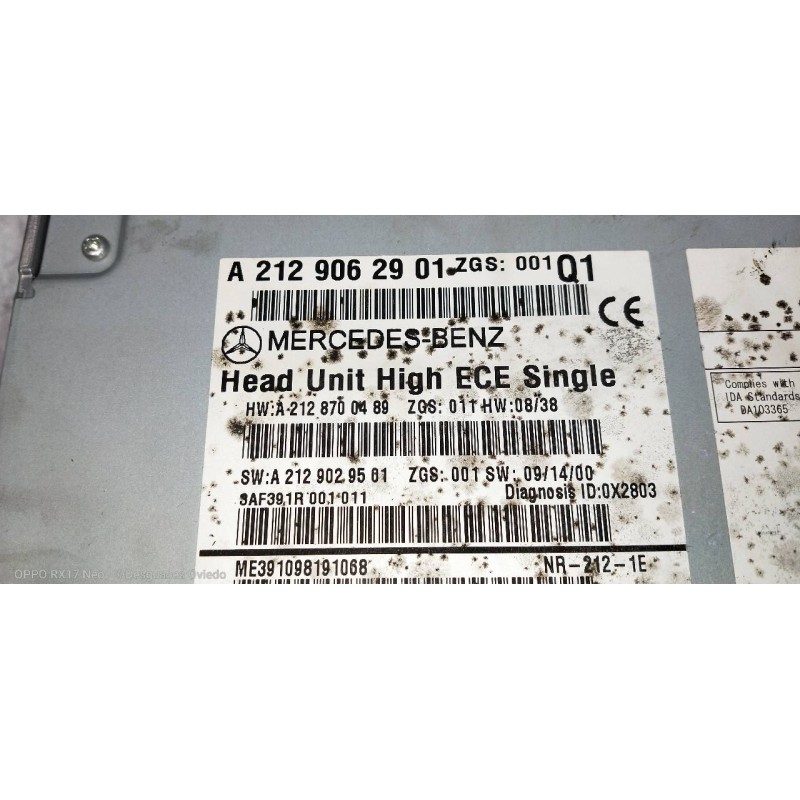 A 212 906 29 01 ZGS: 001 Q1
CE
MERCEDES-BENZ
Head Unit High ECE Single
HW:A 212 870 04 89 ZGS: 011 HW:08/38
SW:A 212 902 95 01 ZGS: 001 SW: 09/14/00
SAF391R 001 011 Diagnosis ID:0X2803
ME391098191068 NR-212-1E
Complies with
IDA Standards
DA103365
OPPO RX17 Oviedo